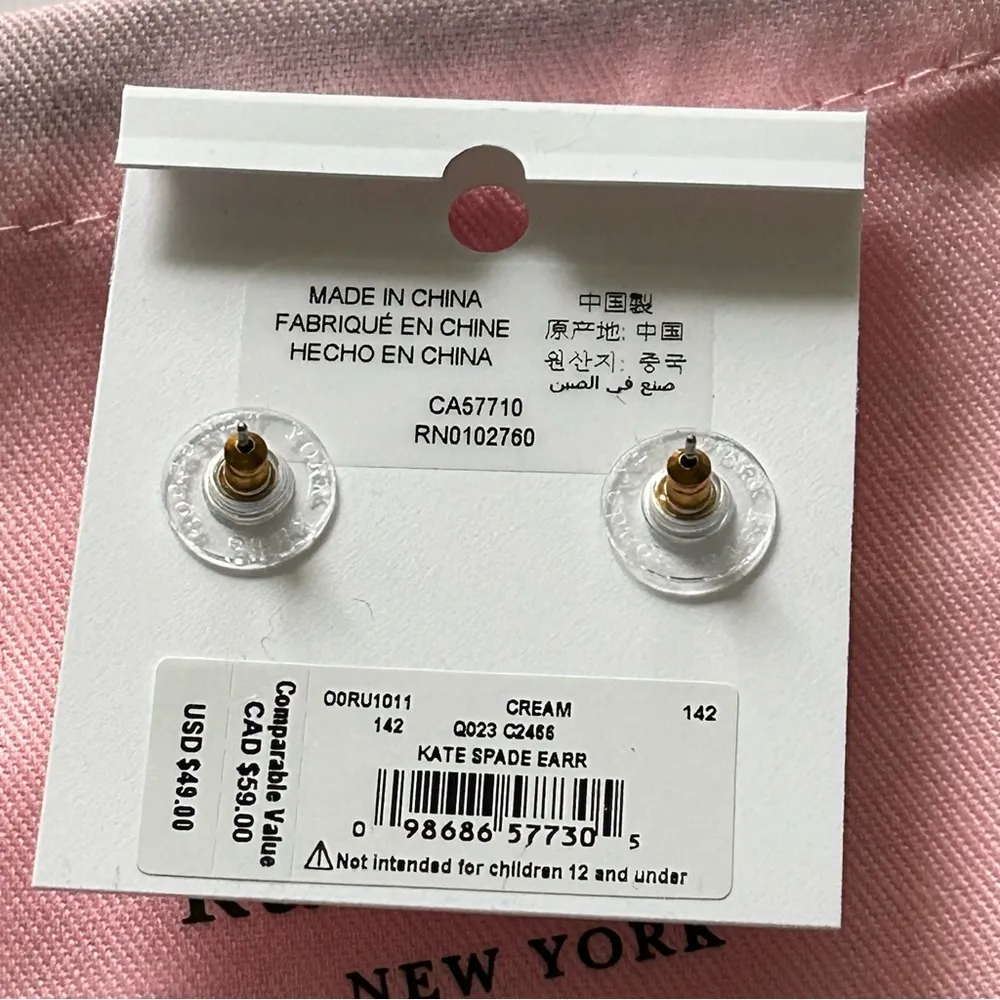 MADE IN CHINA
FABRIQUÉ EN CHINE
HECHO EN CHINA
中国製
原产地: 中国
원산지: 중국
صنع في الصين
CA57710
RN0102760
YORK
USD $49.00
Comparable Value
CAD $59.00
O0RU1011 CREAM 142
142 Q023 C2466
KATE SPADE EARR
0 98686 57730 5
Not intended for children 12 and under
NEW YORK